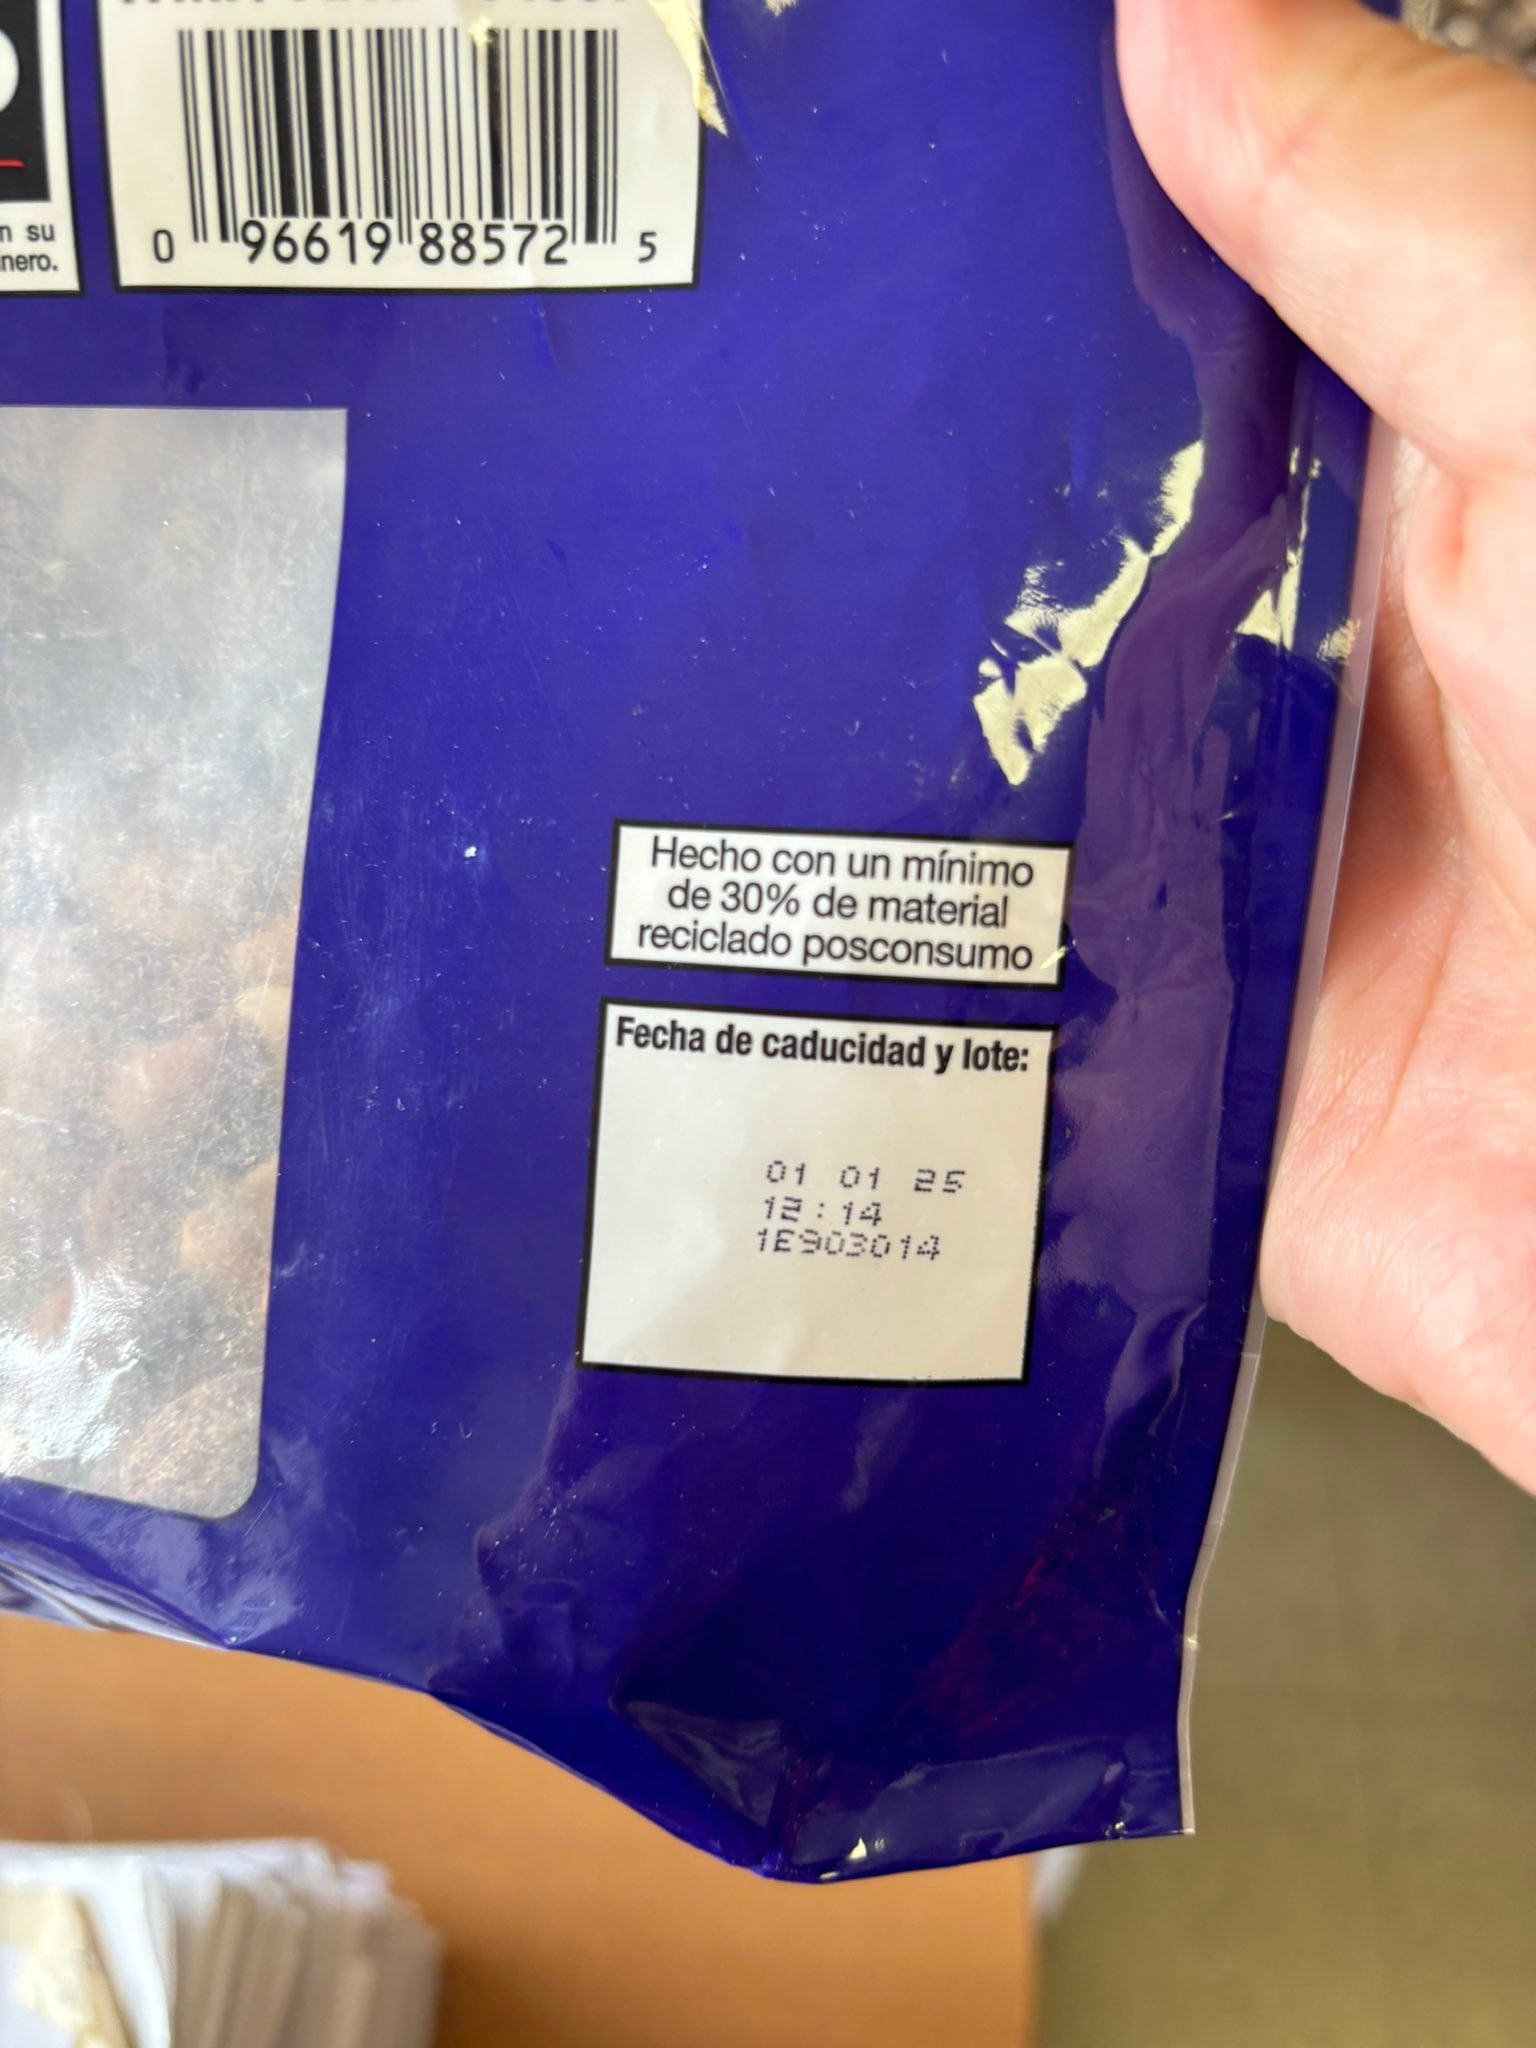 n su
nero.
0 96619 88572 5
Hecho con un mínimo
de 30% de material
reciclado posconsumo
Fecha de caducidad y lote:
01 01 25
12:14
1E903014